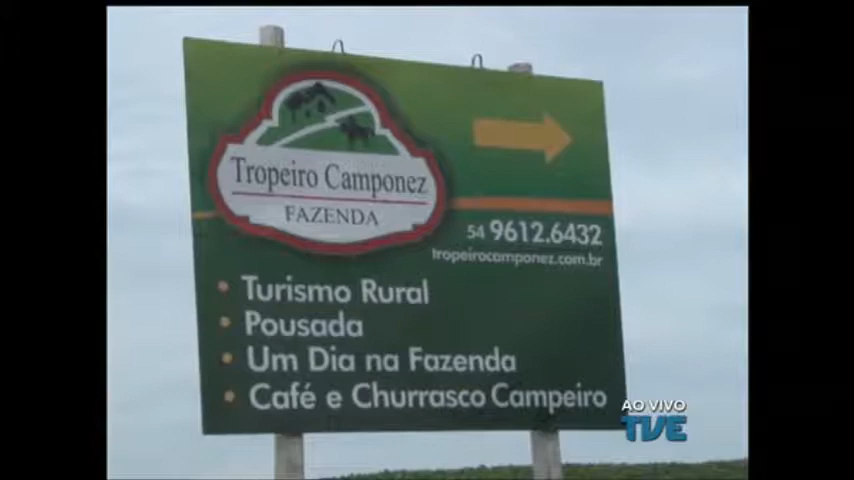 Tropeiro Camponez
FAZENDA
54 9612.6432
tropeirocamponez.com.br
• Turismo Rural
• Pousada
• Um Dia na Fazenda
• Café e Churrasco Campeiro
AO VIVO
TVE